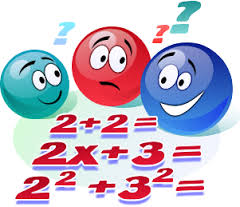 ? ? ?
2+2=
2x+3=
2² +3²=